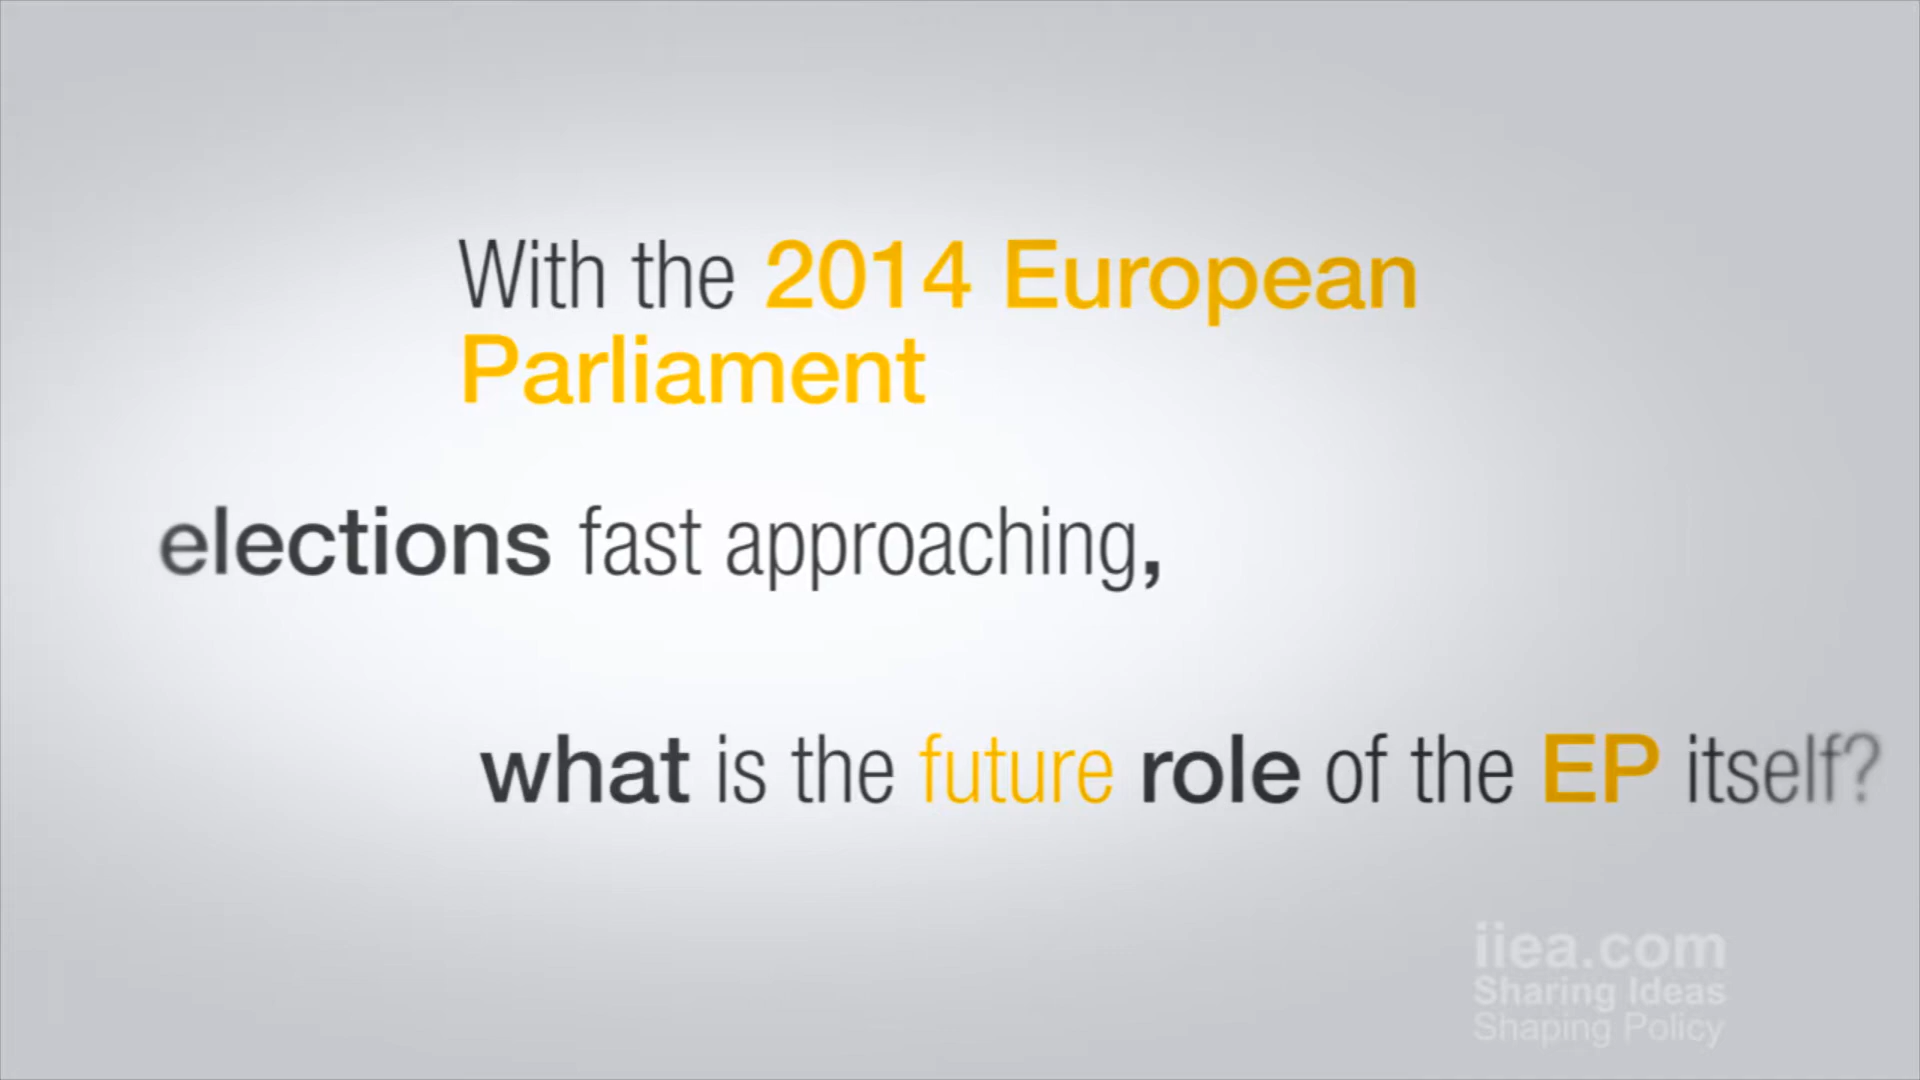 With the 2014 European
Parliament
elections fast approaching,
what is the future role of the EP itself?
iiea.com
Sharing Ideas
Shaping Policy